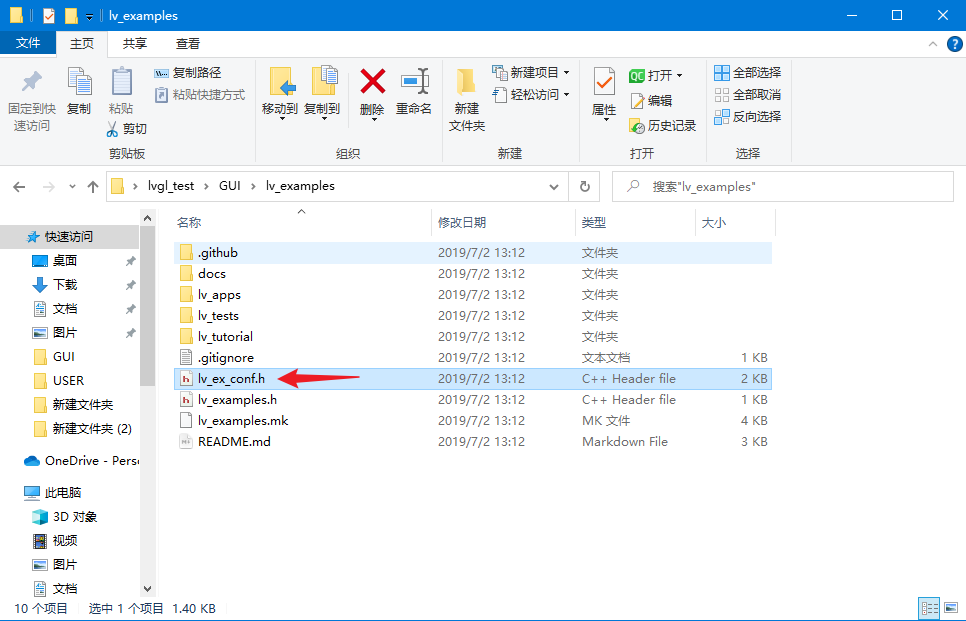 lv_examples
文件 主页 共享 查看
固定到快速访问
复制
粘贴
复制路径
粘贴快捷方式
剪切
剪贴板
移动到
复制到
删除
重命名
组织
新建文件夹
新建项目
轻松访问
新建
属性
打开
编辑
历史记录
打开
全部选择
全部取消
反向选择
选择
lvgl_test GUI lv_examples
搜索"lv_examples"
名称 修改日期 类型 大小
快速访问
桌面
下载
文档
图片
GUI
USER
新建文件夹
新建文件夹 (2)
OneDrive - Perso
此电脑
3D 对象
视频
图片
文档
.github 2019/7/2 13:12 文件夹
docs 2019/7/2 13:12 文件夹
lv_apps 2019/7/2 13:12 文件夹
lv_tests 2019/7/2 13:12 文件夹
lv_tutorial 2019/7/2 13:12 文件夹
.gitignore 2019/7/2 13:12 文本文档 1 KB
lv_ex_conf.h 2019/7/2 13:12 C++ Header file 2 KB
lv_examples.h 2019/7/2 13:12 C++ Header file 1 KB
lv_examples.mk 2019/7/2 13:12 MK 文件 4 KB
README.md 2019/7/2 13:12 Markdown File 3 KB
10 个项目 选中 1 个项目 1.40 KB